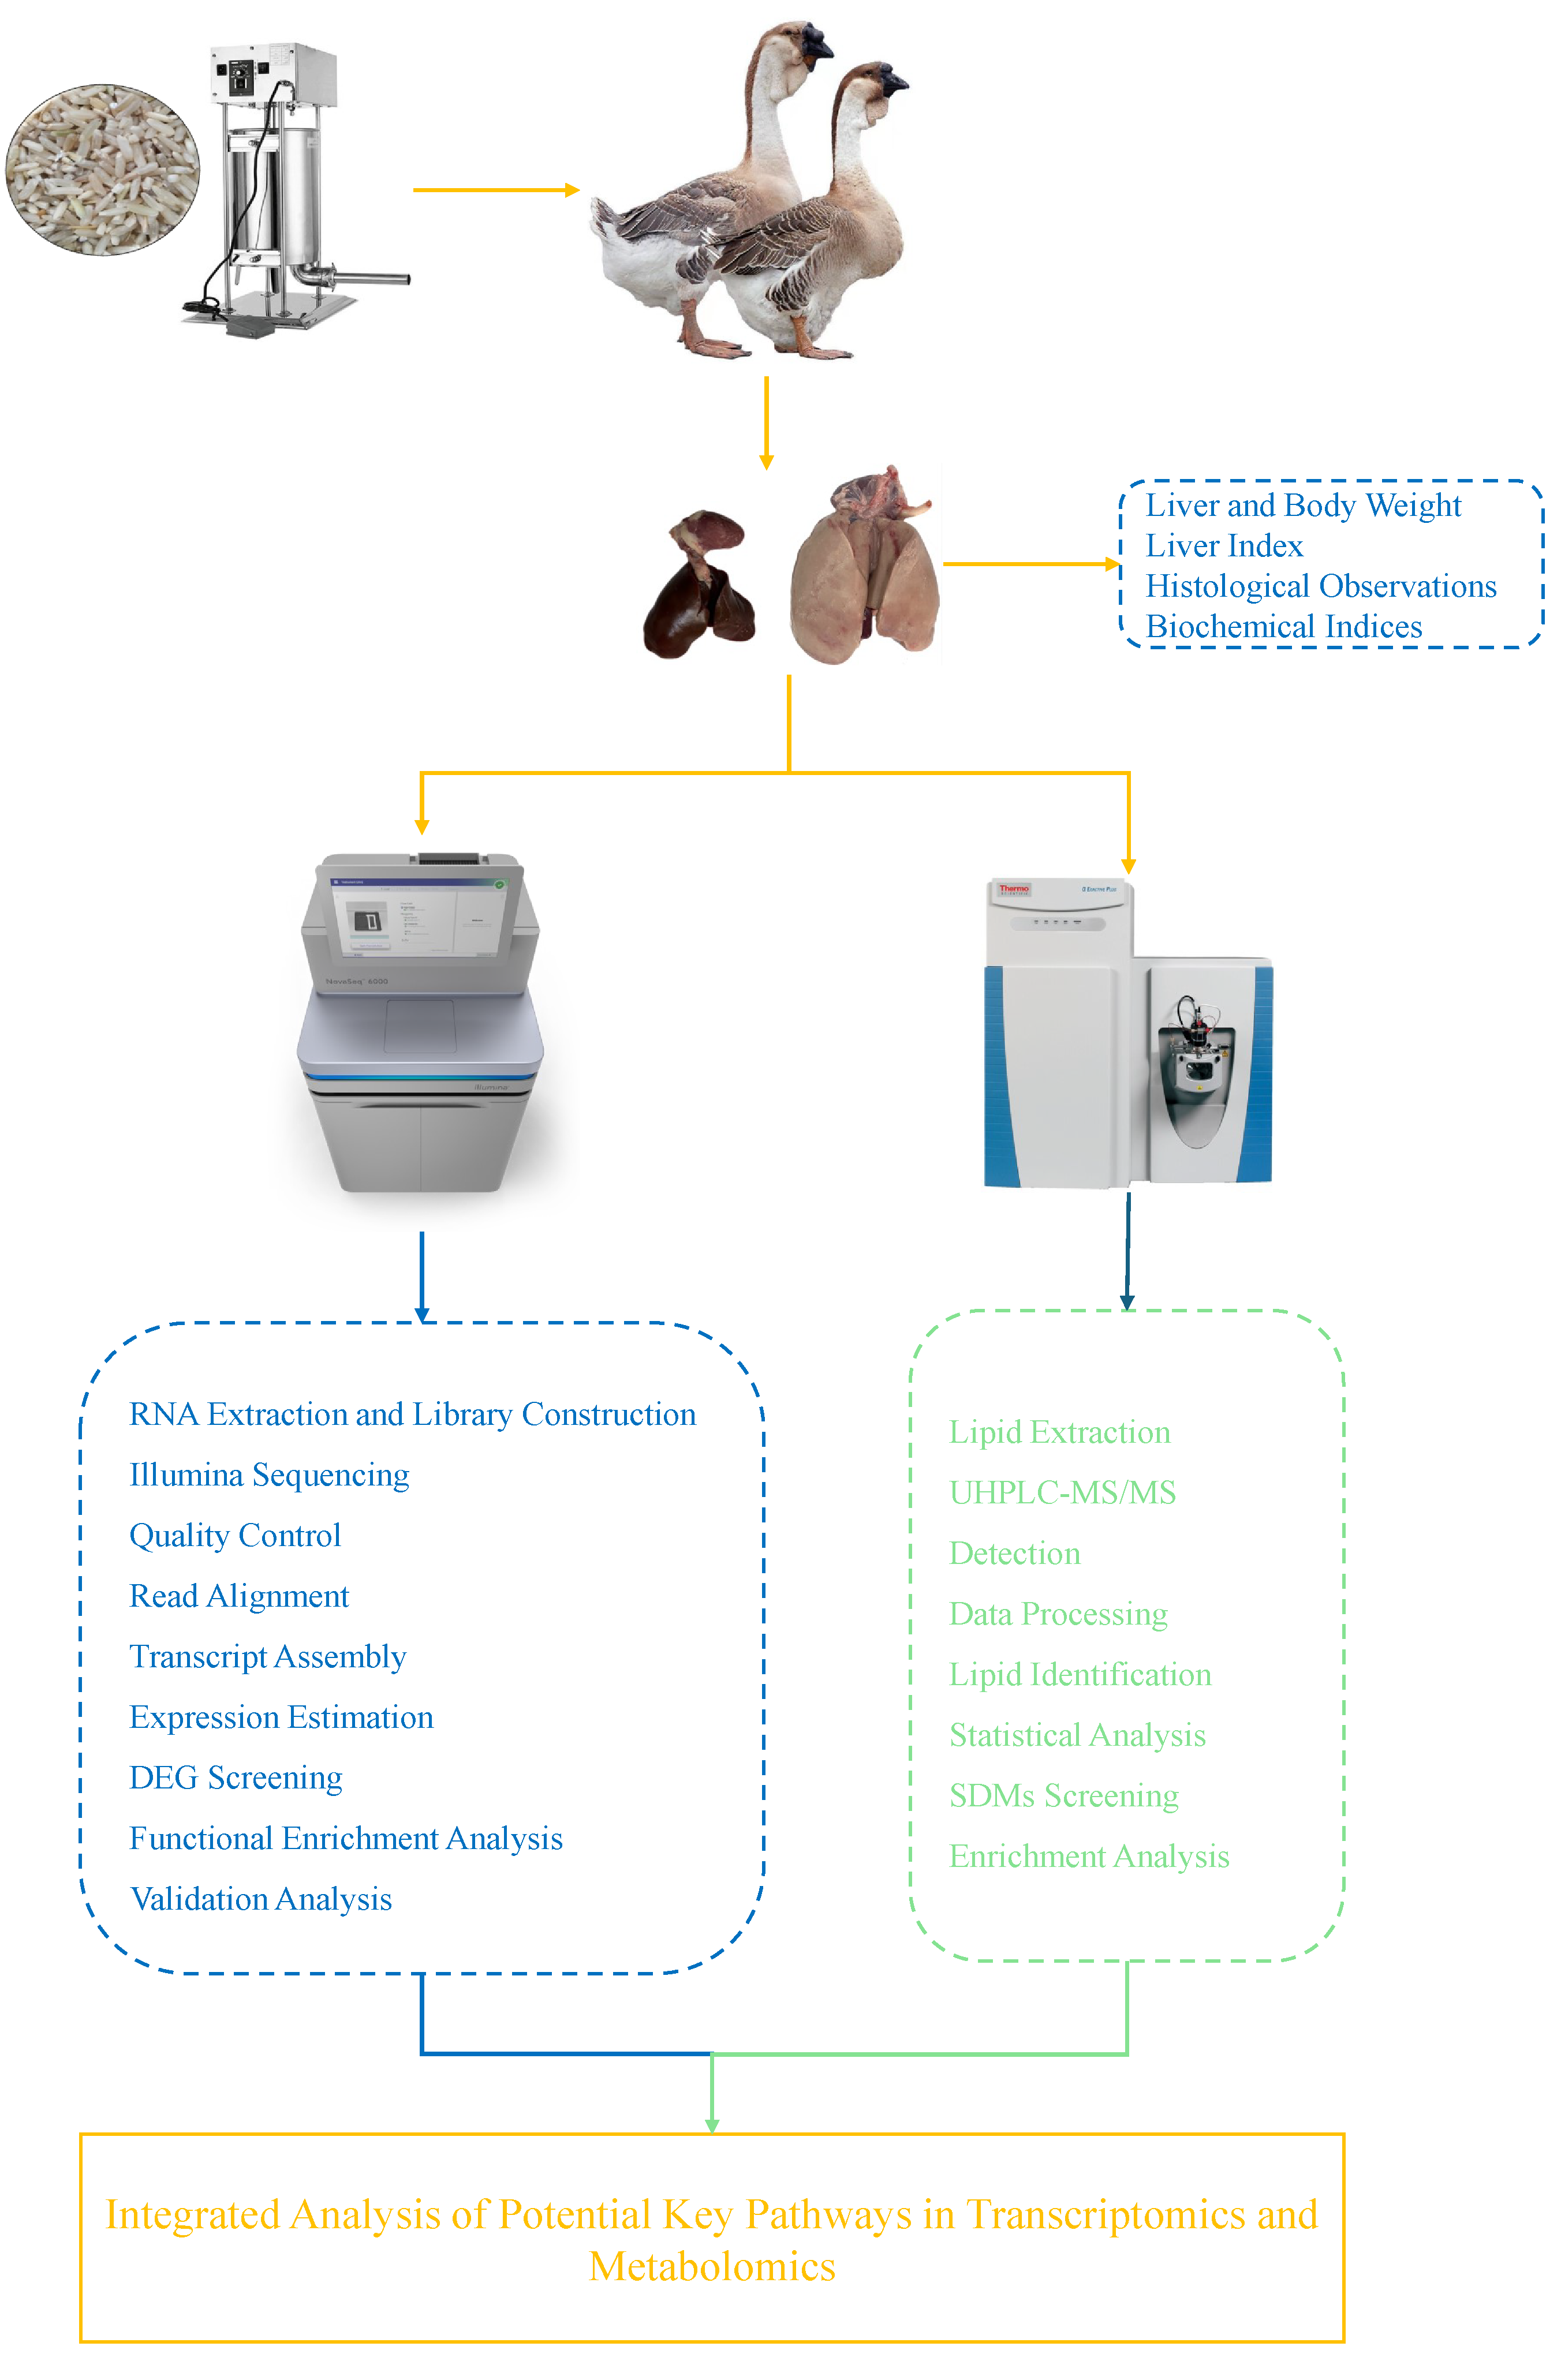 Liver and Body Weight
Liver Index
Histological Observations
Biochemical Indices
Thermo
SCIENTIFIC
Q EXACTIVE PLUS
NovaSeq 6000
illumina
RNA Extraction and Library Construction
Illumina Sequencing
Quality Control
Read Alignment
Transcript Assembly
Expression Estimation
DEG Screening
Functional Enrichment Analysis
Validation Analysis
Lipid Extraction
UHPLC-MS/MS
Detection
Data Processing
Lipid Identification
Statistical Analysis
SDMs Screening
Enrichment Analysis
Integrated Analysis of Potential Key Pathways in Transcriptomics and
Metabolomics